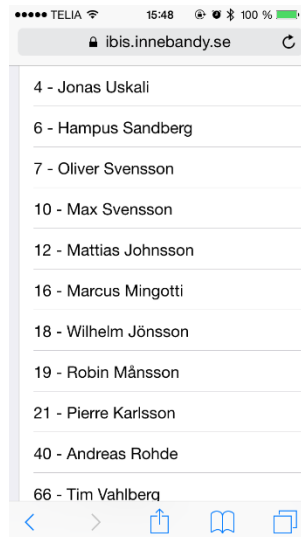 TELIA 15:48 100 %
ibis.innebandy.se
4 - Jonas Uskali
6 - Hampus Sandberg
7 - Oliver Svensson
10 - Max Svensson
12 - Mattias Johnsson
16 - Marcus Mingotti
18 - Wilhelm Jönsson
19 - Robin Månsson
21 - Pierre Karlsson
40 - Andreas Rohde
66 - Tim Vahlberg